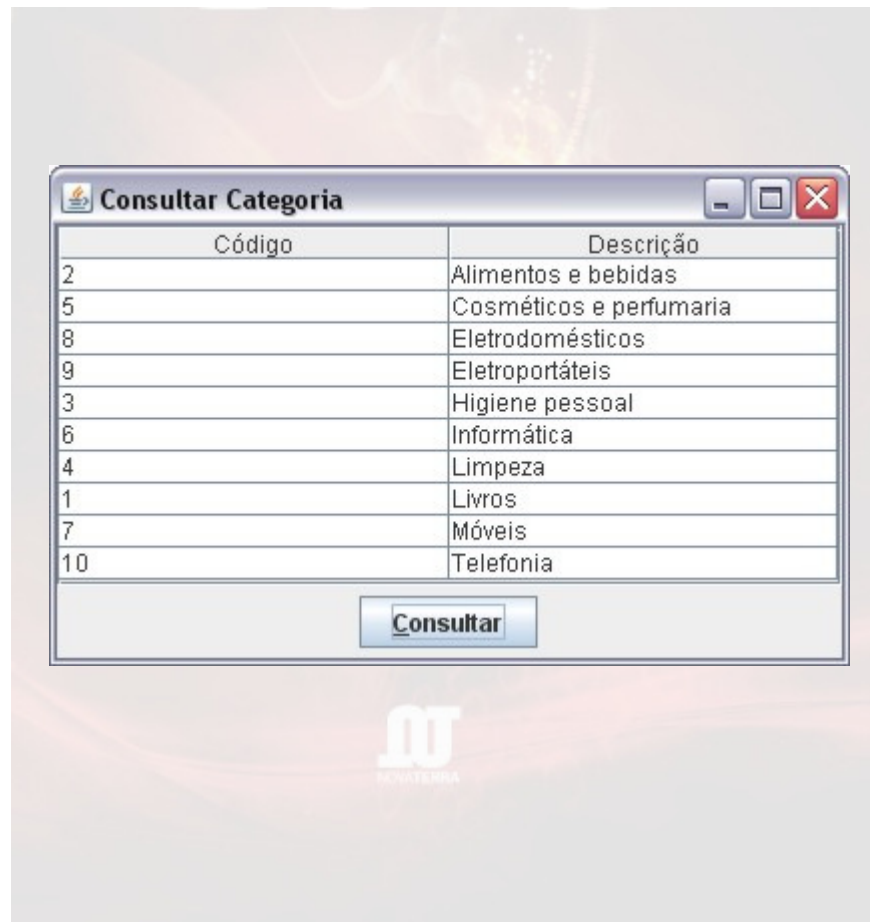 Consultar Categoria
Código Descrição
2 Alimentos e bebidas
5 Cosméticos e perfumaria
8 Eletrodomésticos
9 Eletroportáteis
3 Higiene pessoal
6 Informática
4 Limpeza
1 Livros
7 Móveis
10 Telefonia
Consultar
NOVATERRA